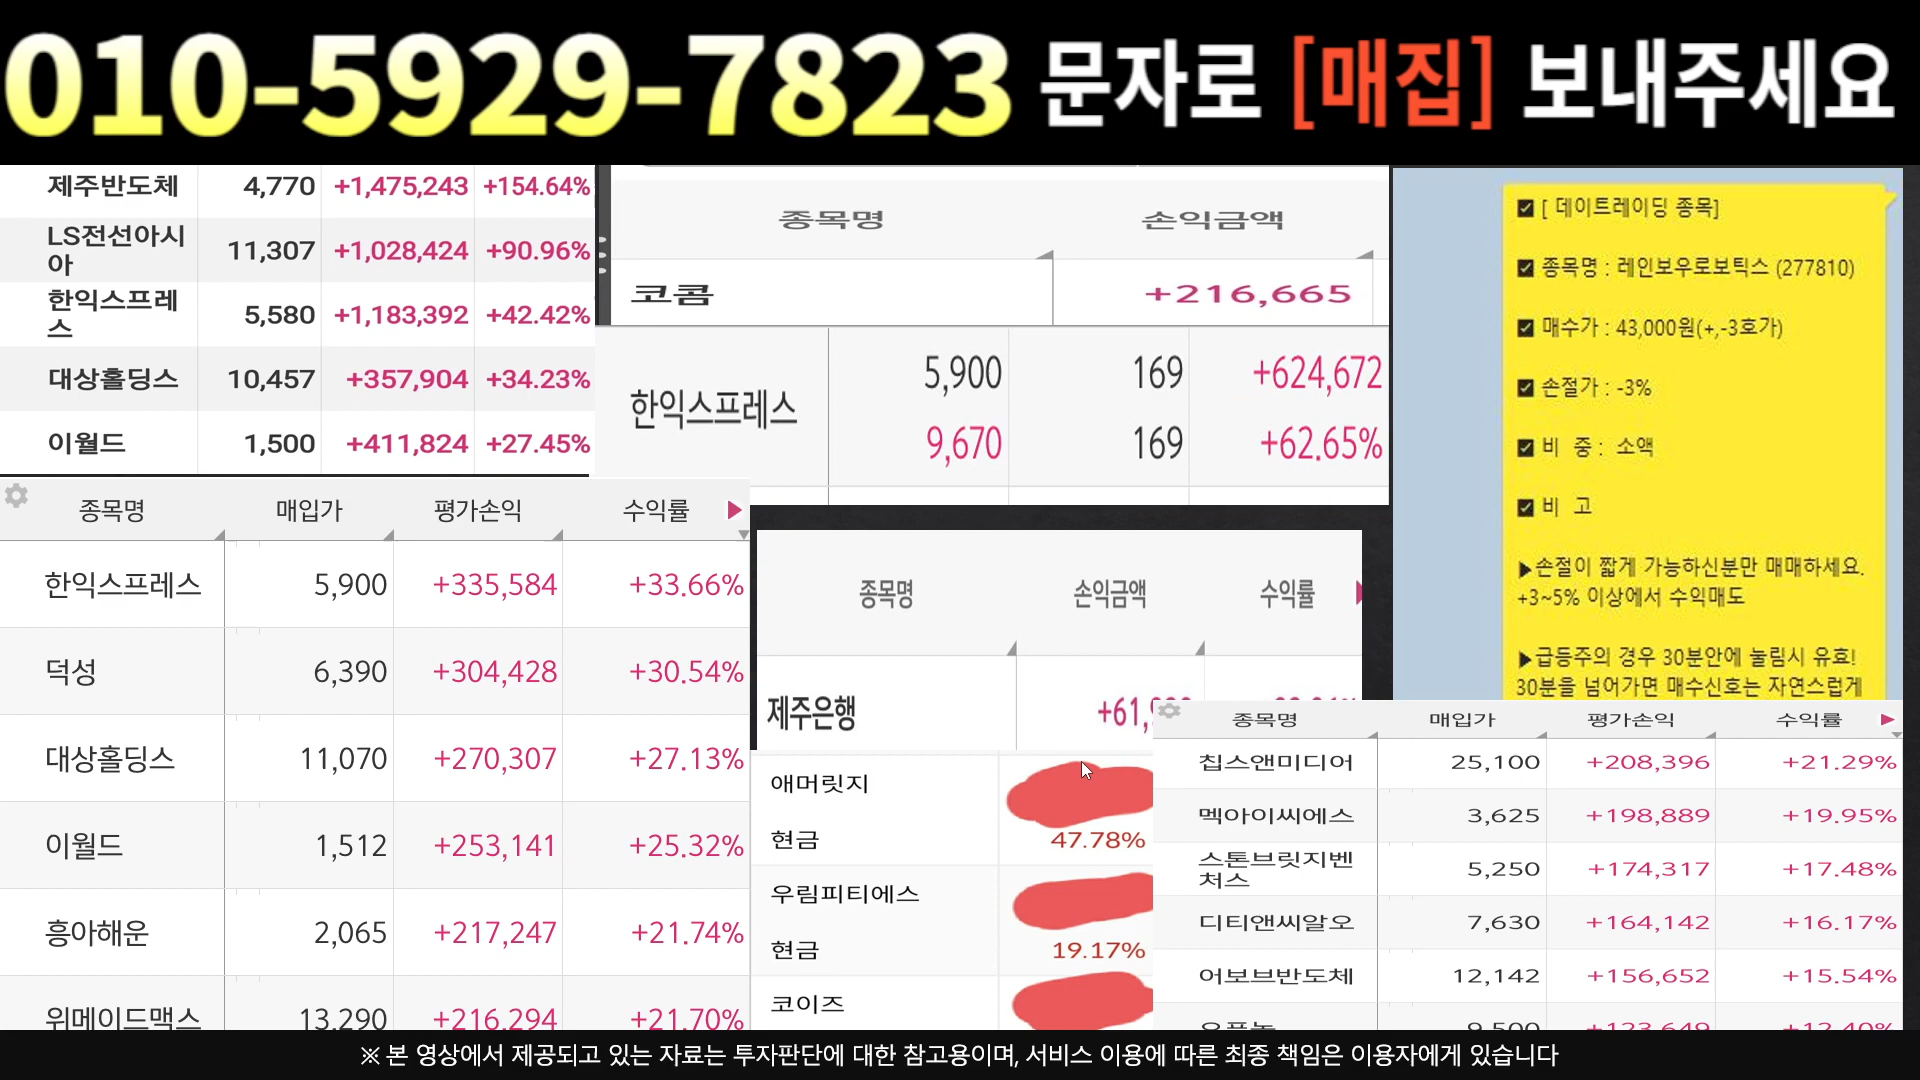 010-5929-7823 문자로 [매집] 보내주세요
제주반도체 4,770 +1,475,243 +154.64%
LS전선아시
아 11,307 +1,028,424 +90.96%
한익스프레
스 5,580 +1,183,392 +42.42%
대상홀딩스 10,457 +357,904 +34.23%
이월드 1,500 +411,824 +27.45%
종목명 손익금액
코콤 +216,665
한익스프레스 5,900 169 +624,672
9,670 169 +62.65%
☑ [ 데이트레이딩 종목]
☑ 종목명 : 레인보우로보틱스 (277810)
☑ 매수가 : 43,000원(+,-3호가)
☑ 손절가 : -3%
☑ 비 중 : 소액
☑ 비 고
▶손절이 짧게 가능하신분만 매매하세요.
+3~5% 이상에서 수익매도
▶급등주의 경우 30분안에 눌림시 유효!
30분을 넘어가면 매수신호는 자연스럽게
종목명 매입가 평가손익 수익률
한익스프레스 5,900 +335,584 +33.66%
덕성 6,390 +304,428 +30.54%
대상홀딩스 11,070 +270,307 +27.13%
이월드 1,512 +253,141 +25.32%
흥아해운 2,065 +217,247 +21.74%
위메이드맥스 13,290 +216,294 +21.70%
종목명 손익금액 수익률
제주은행 +61,
애머릿지
현금 47.78%
우림피티에스
현금 19.17%
코이즈
종목명 매입가 평가손익 수익률
칩스앤미디어 25,100 +208,396 +21.29%
멕아이씨에스 3,625 +198,889 +19.95%
스톤브릿지벤
처스 5,250 +174,317 +17.48%
디티앤씨알오 7,630 +164,142 +16.17%
어보브반도체 12,142 +156,652 +15.54%
※ 본 영상에서 제공되고 있는 자료는 투자판단에 대한 참고용이며, 서비스 이용에 따른 최종 책임은 이용자에게 있습니다